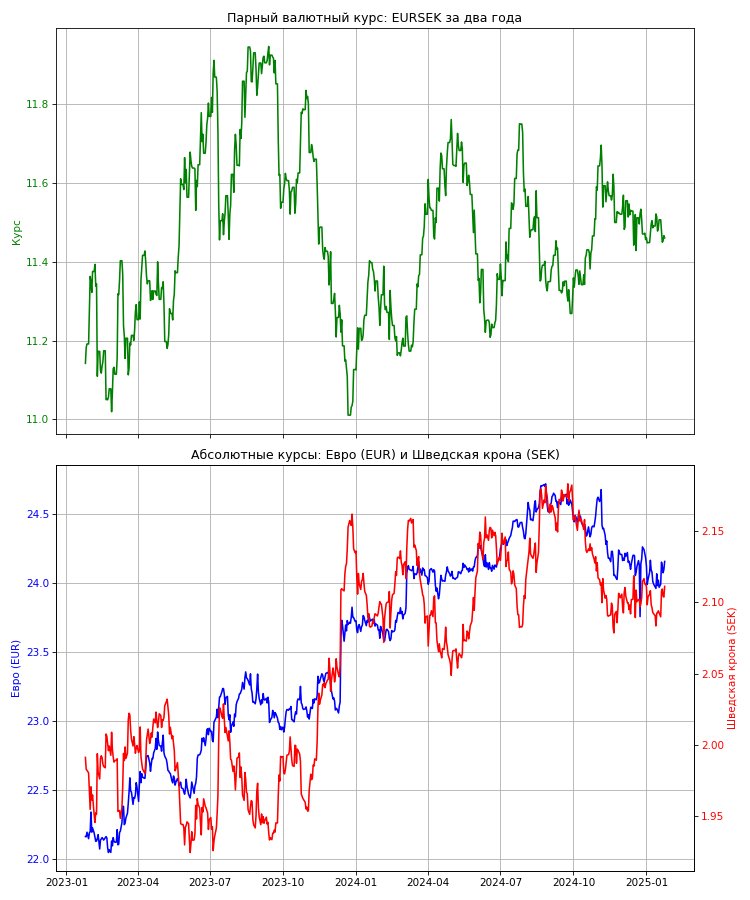 Парный валютный курс: EURSEK за два года
11.8
11.6
11.4
11.2
11.0
Курс
Абсолютные курсы: Евро (EUR) и Шведская крона (SEK)
24.5
24.0
23.5
23.0
22.5
22.0
Евро (EUR)
2.15
2.10
2.05
2.00
1.95
Шведская крона (SEK)
2023-01 2023-04 2023-07 2023-10 2024-01 2024-04 2024-07 2024-10 2025-01